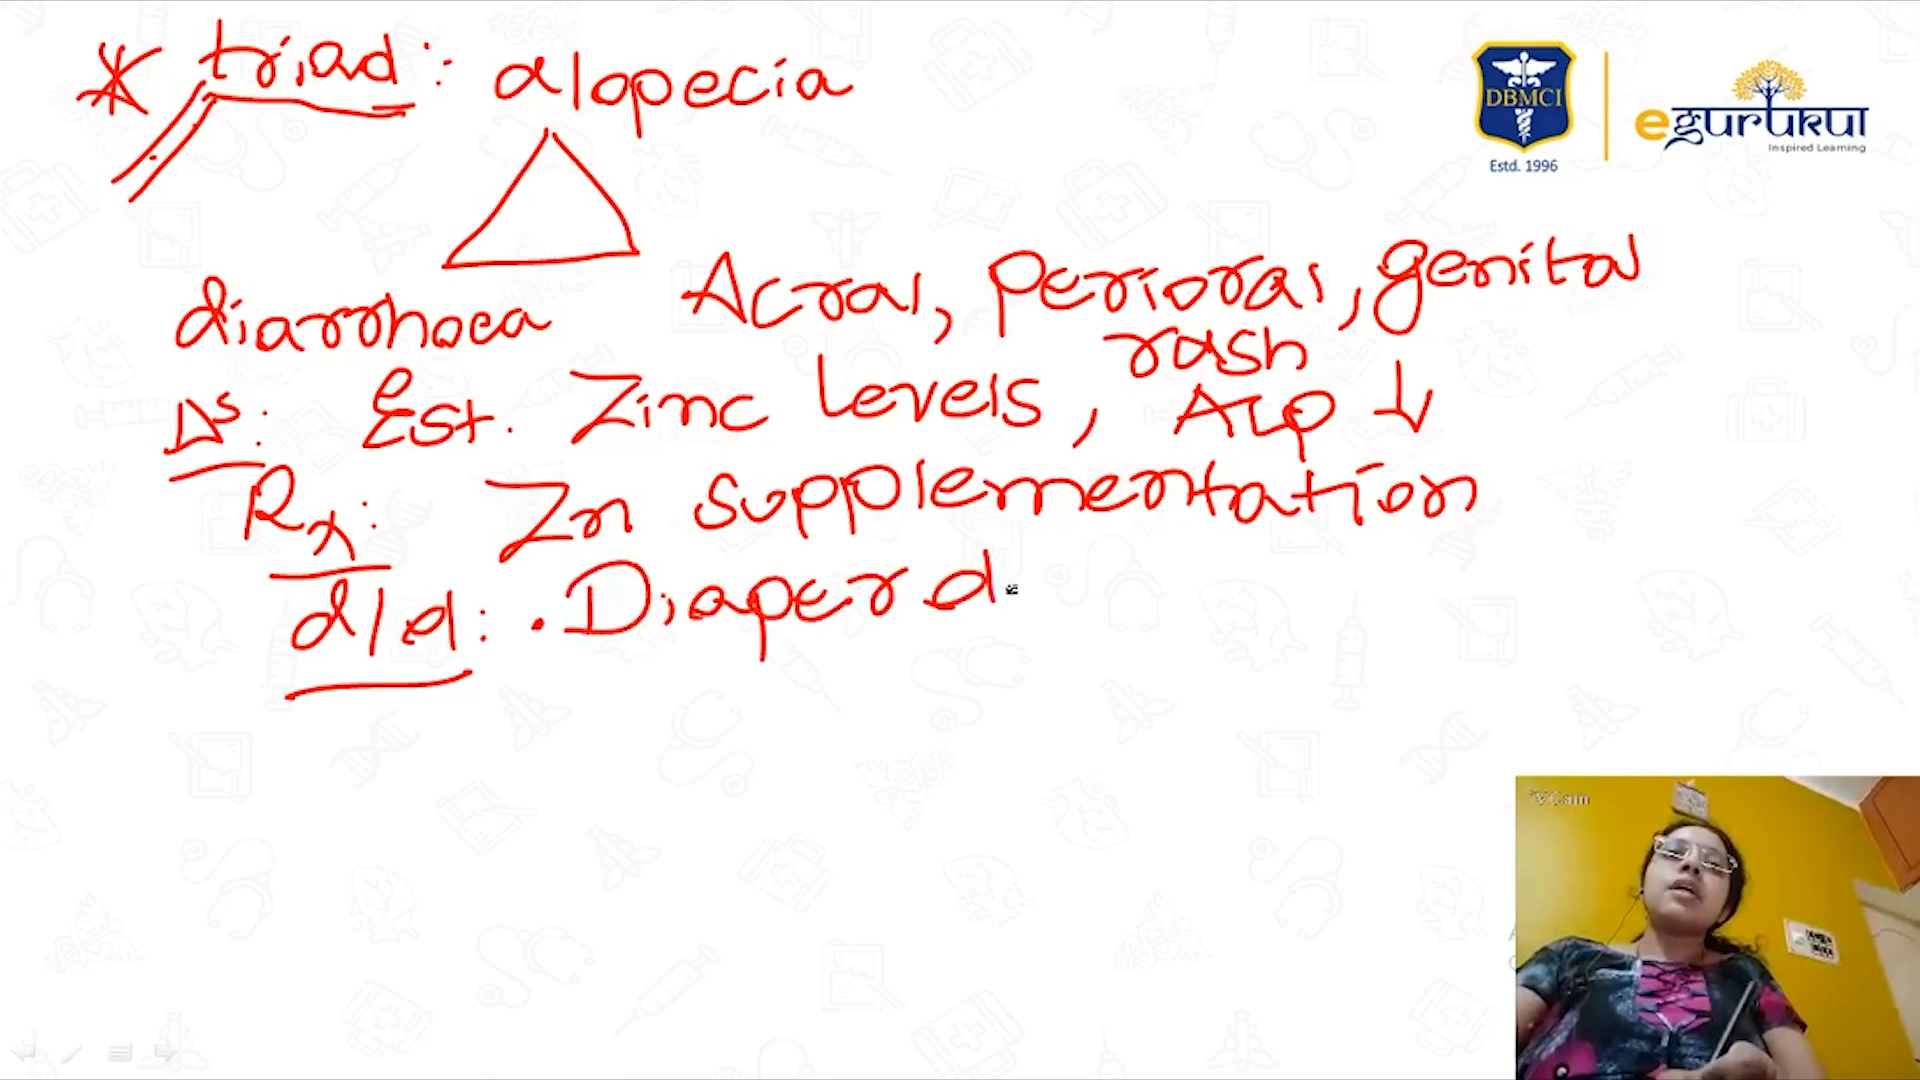 * triad: alopecia
diarrhoea Acral, perioral, genital
rash
Δs: Est. Zinc levels, ALP ↓
Rx: Zn supplementation
d/d: . Diaper d
DBMCI
Estd. 1996
egurukul
Inspired Learning
VCam